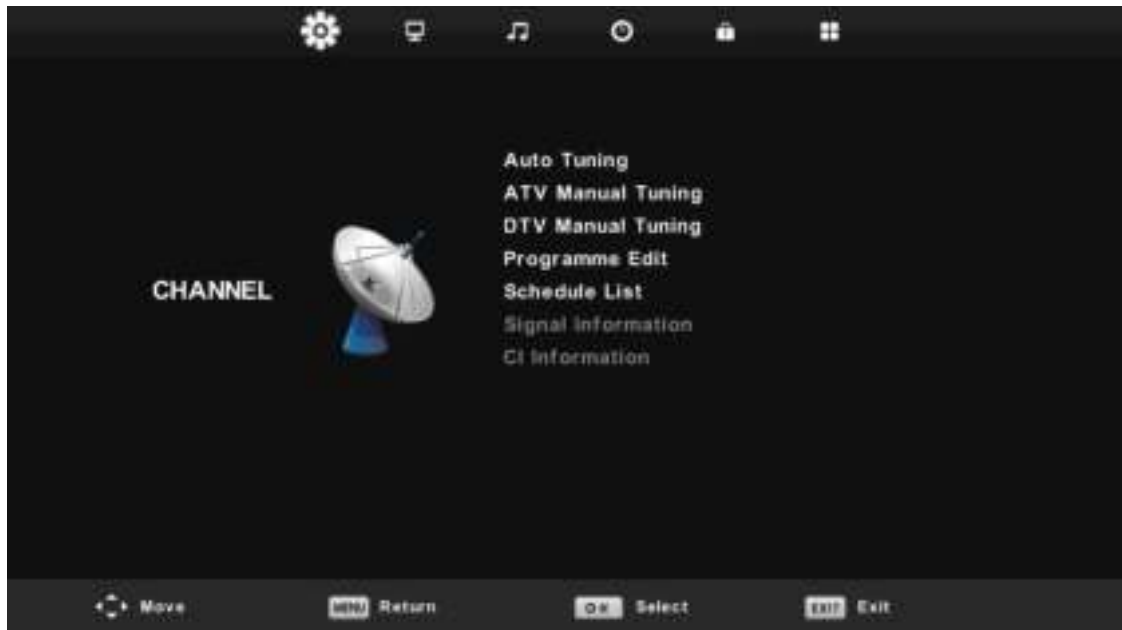 Auto Tuning
ATV Manual Tuning
DTV Manual Tuning
Programme Edit
CHANNEL
Schedule List
Signal Information
CI Information
Move
MENU Return
OK Select
EXIT Exit